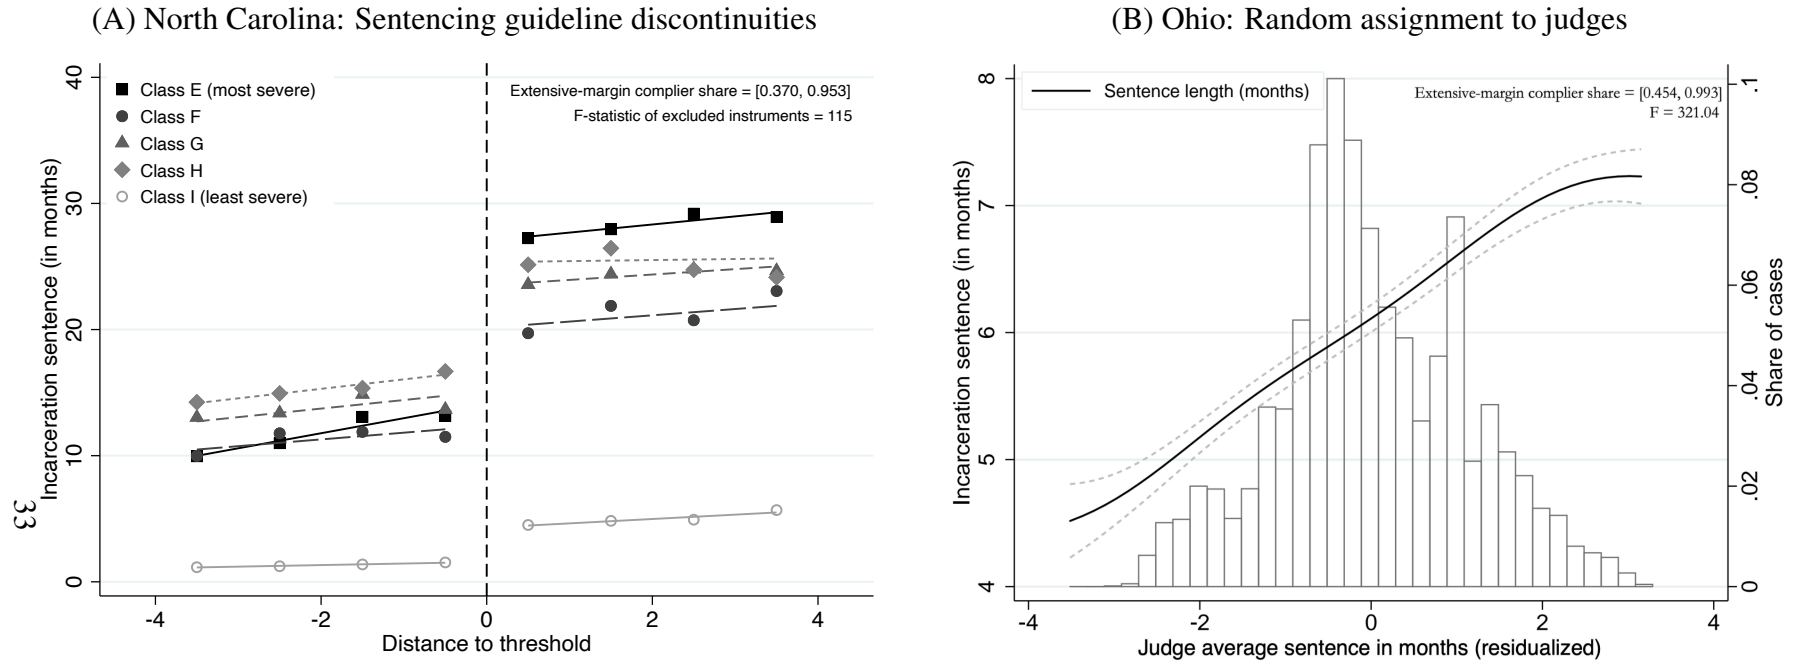 (A) North Carolina: Sentencing guideline discontinuities
Incarceration sentence (in months)
40
30
20
10
0
Class E (most severe)
Class F
Class G
Class H
Class I (least severe)
Extensive-margin complier share = [0.370, 0.953]
F-statistic of excluded instruments = 115
-4
-2
0
2
4
Distance to threshold
33
(B) Ohio: Random assignment to judges
Incarceration sentence (in months)
8
7
6
5
4
Sentence length (months)
Extensive-margin complier share = [0.454, 0.993]
F = 321.04
.1
.08
.06
.04
.02
0
Share of cases
-4
-2
0
2
4
Judge average sentence in months (residualized)